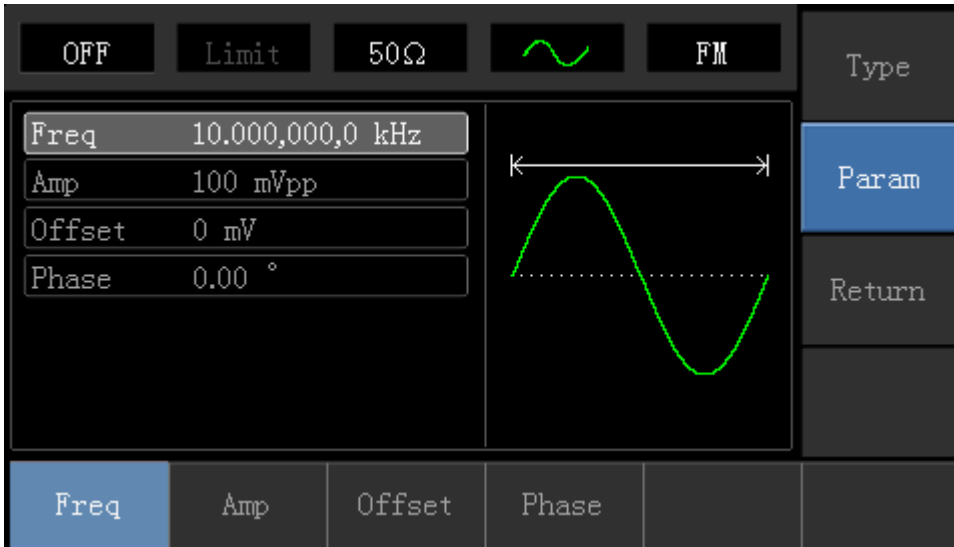 OFF Limit 50Ω FM
Type
Freq 10.000,000,0 kHz
Amp 100 mVpp
Param
Offset 0 mV
Phase 0.00 °
Return
Freq Amp Offset Phase